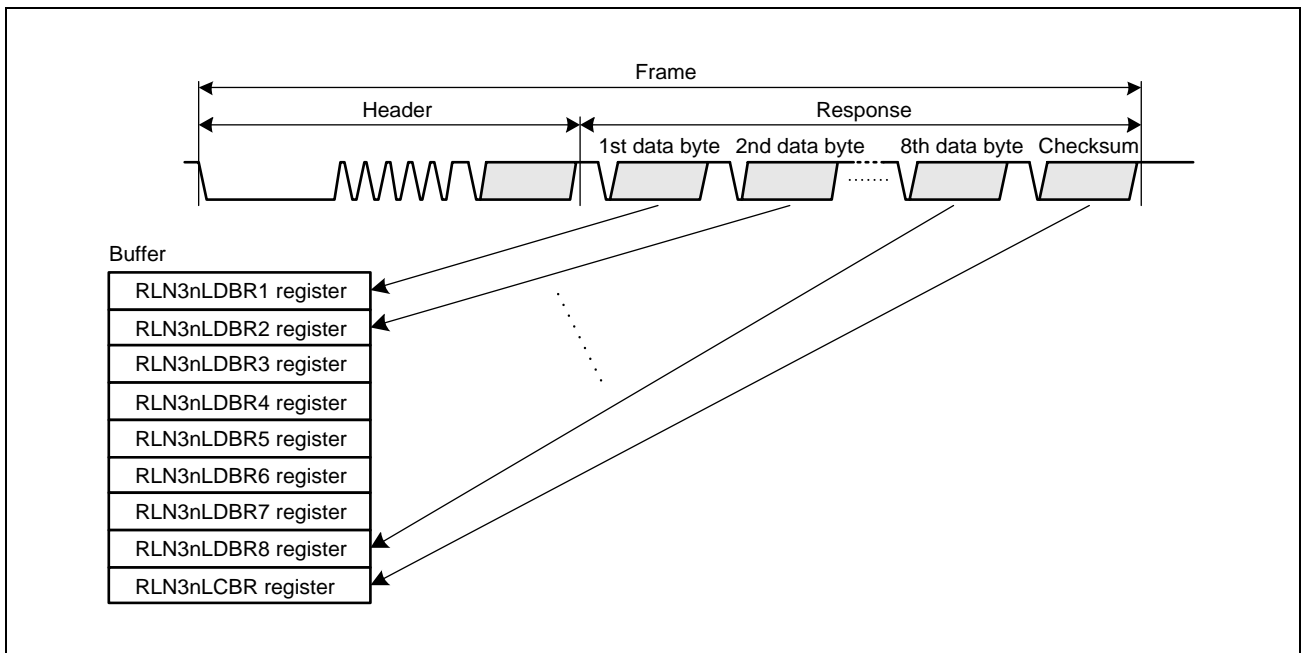 Frame
Header Response
1st data byte 2nd data byte 8th data byte Checksum
Buffer
RLN3nLDBR1 register
RLN3nLDBR2 register
RLN3nLDBR3 register
RLN3nLDBR4 register
RLN3nLDBR5 register
RLN3nLDBR6 register
RLN3nLDBR7 register
RLN3nLDBR8 register
RLN3nLCBR register